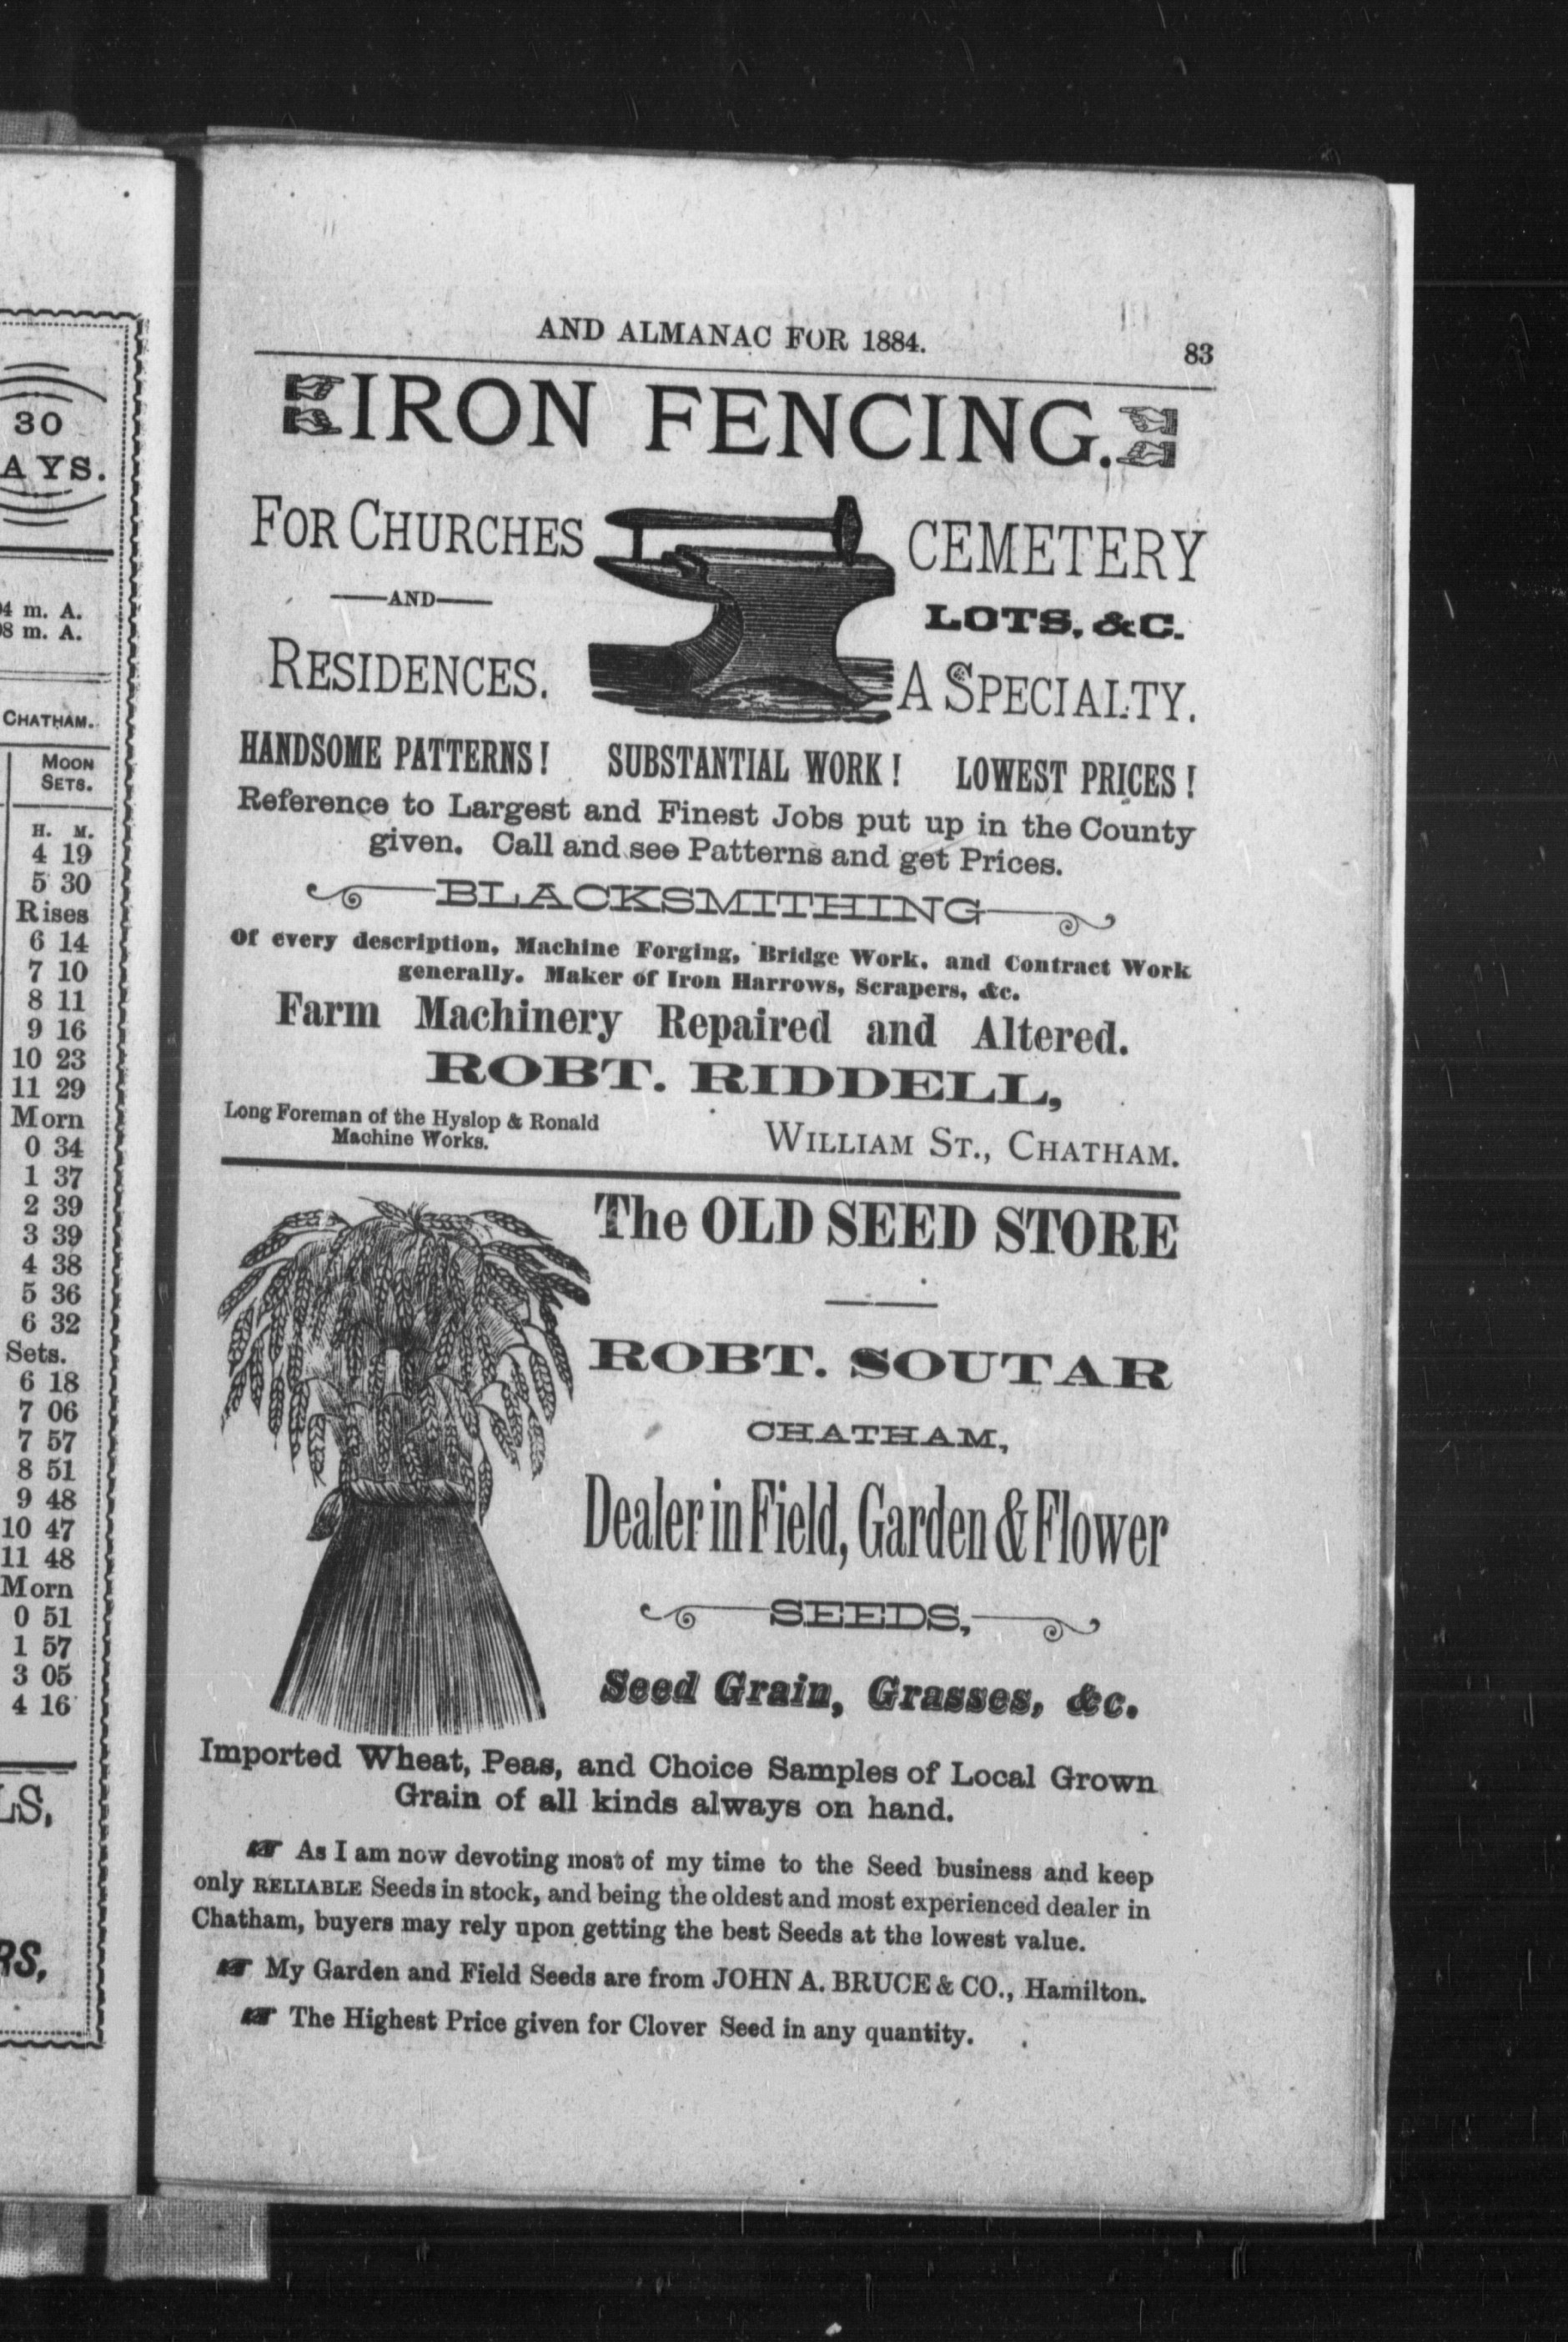 30
AYS.
4 m. A.
8 m. A.
CHATHAM.
MOON
SETS.
H. M.
4 19
5 30
Rises
6 14
7 10
8 11
9 16
10 23
11 29
Morn
0 34
1 37
2 39
3 39
4 38
5 36
6 32
Sets.
6 18
7 06
7 57
8 51
9 48
10 47
11 48
Morn
0 51
1 57
3 05
4 16
LS,
RS,
AND ALMANAC FOR 1884.
83
IRON FENCING.
FOR CHURCHES
—AND—
RESIDENCES.
CEMETERY
LOTS, &C.
A SPECIALTY.
HANDSOME PATTERNS! SUBSTANTIAL WORK! LOWEST PRICES!
Reference to Largest and Finest Jobs put up in the County
given. Call and see Patterns and get Prices.
BLACKSMITHING
Of every description, Machine Forging, Bridge Work, and Contract Work
generally. Maker of Iron Harrows, Scrapers, &c.
Farm Machinery Repaired and Altered.
ROBT. RIDDELL,
Long Foreman of the Hyslop & Ronald
Machine Works.
WILLIAM ST., CHATHAM.
The OLD SEED STORE
ROBT. SOUTAR
CHATHAM,
Dealer in Field, Garden & Flower
SEEDS,
Seed Grain, Grasses, &c.
Imported Wheat, Peas, and Choice Samples of Local Grown
Grain of all kinds always on hand.
☞ As I am now devoting most of my time to the Seed business and keep
only RELIABLE Seeds in stock, and being the oldest and most experienced dealer in
Chatham, buyers may rely upon getting the best Seeds at the lowest value.
☞ My Garden and Field Seeds are from JOHN A. BRUCE & CO., Hamilton.
☞ The Highest Price given for Clover Seed in any quantity.